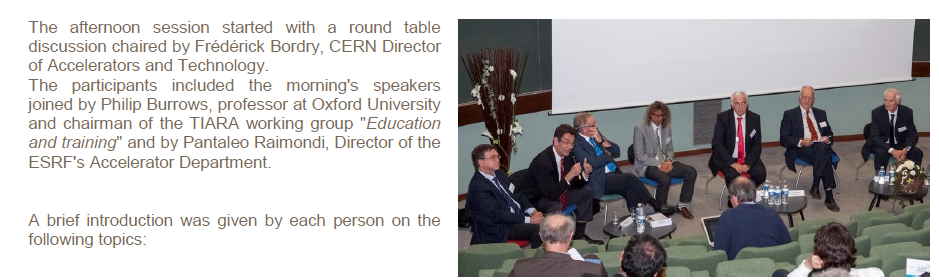 The afternoon session started with a round table
discussion chaired by Frédérick Bordry, CERN Director
of Accelerators and Technology.
The participants included the morning's speakers
joined by Philip Burrows, professor at Oxford University
and chairman of the TIARA working group "Education
and training" and by Pantaleo Raimondi, Director of the
ESRF's Accelerator Department.
A brief introduction was given by each person on the
following topics: